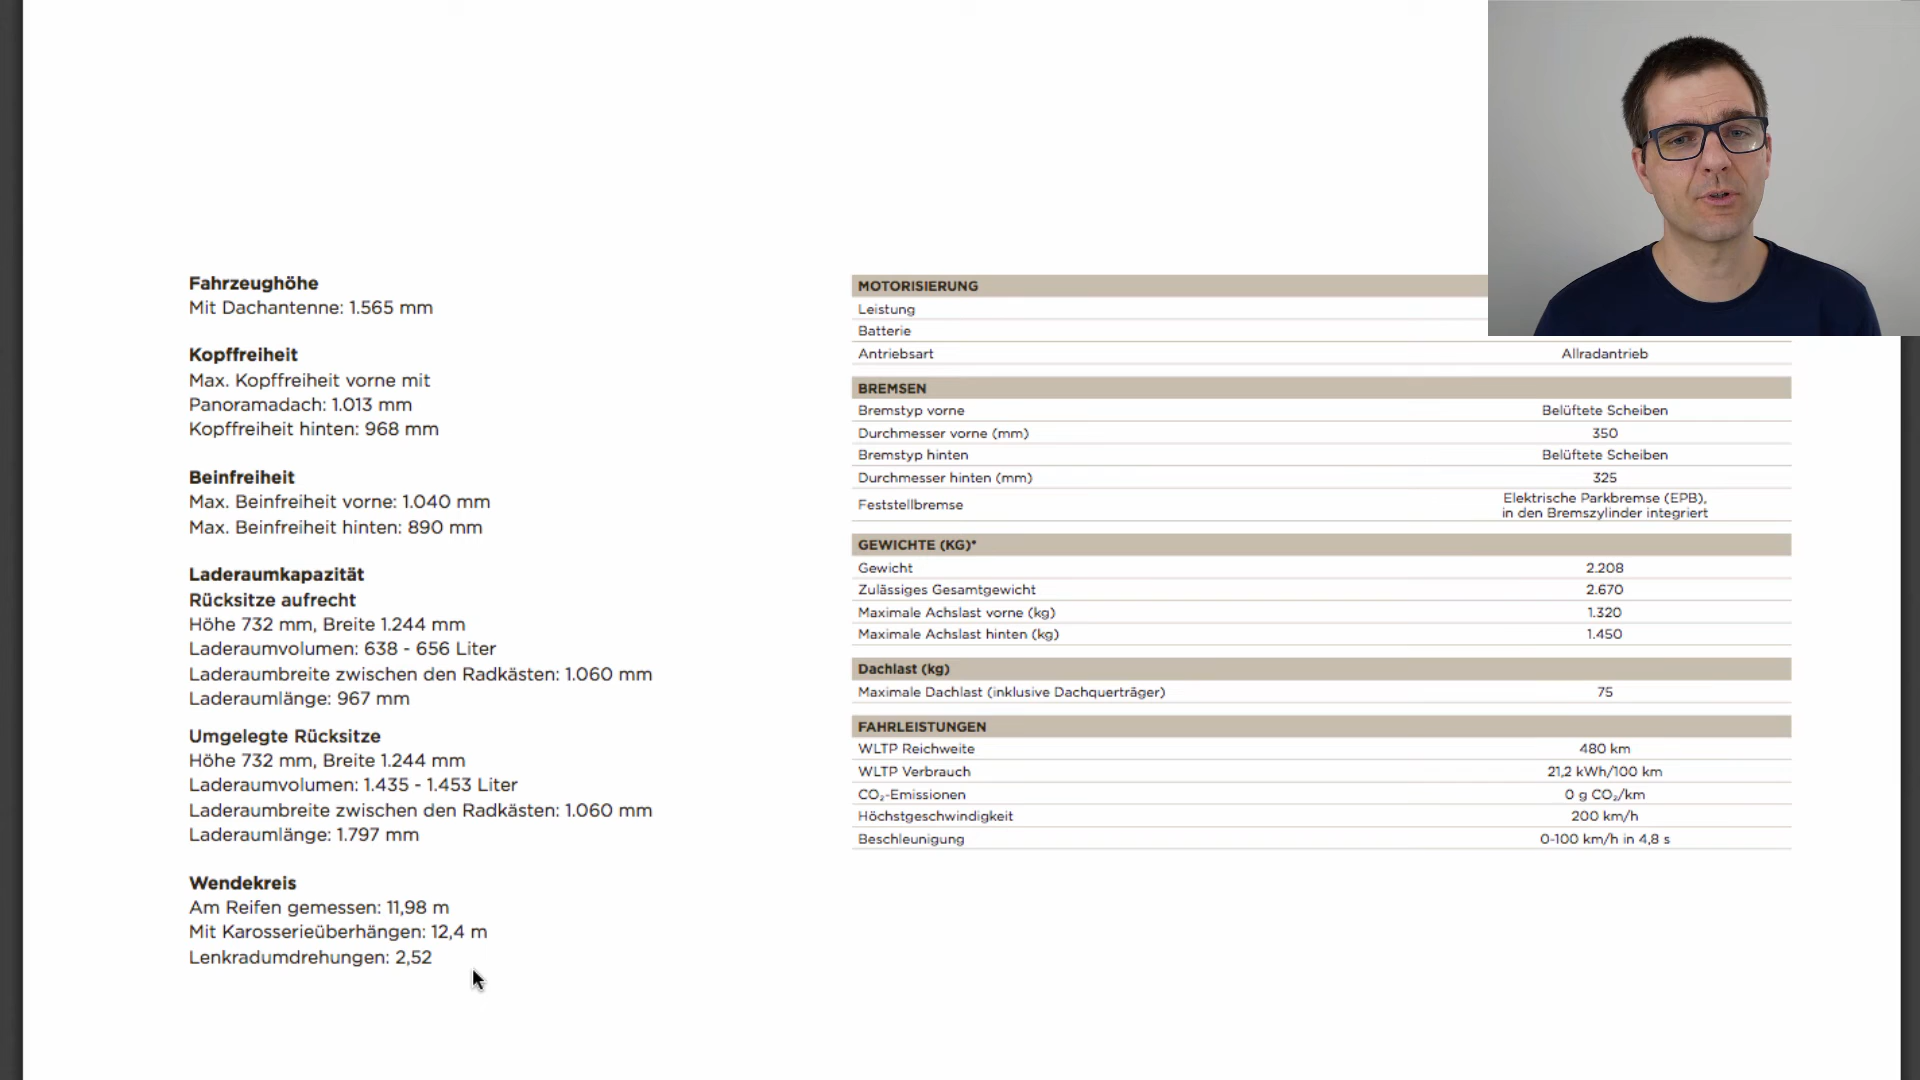 Fahrzeughöhe
Mit Dachantenne: 1.565 mm
Kopffreiheit
Max. Kopffreiheit vorne mit
Panoramadach: 1.013 mm
Kopffreiheit hinten: 968 mm
Beinfreiheit
Max. Beinfreiheit vorne: 1.040 mm
Max. Beinfreiheit hinten: 890 mm
Laderaumkapazität
Rücksitze aufrecht
Höhe 732 mm, Breite 1.244 mm
Laderaumvolumen: 638 - 656 Liter
Laderaumbreite zwischen den Radkästen: 1.060 mm
Laderaumlänge: 967 mm
Umgelegte Rücksitze
Höhe 732 mm, Breite 1.244 mm
Laderaumvolumen: 1.435 - 1.453 Liter
Laderaumbreite zwischen den Radkästen: 1.060 mm
Laderaumlänge: 1.797 mm
Wendekreis
Am Reifen gemessen: 11,98 m
Mit Karosserieüberhängen: 12,4 m
Lenkradumdrehungen: 2,52
MOTORISIERUNG
Leistung
Batterie
Antriebsart Allradantrieb
BREMSEN
Bremstyp vorne Belüftete Scheiben
Durchmesser vorne (mm) 350
Bremstyp hinten Belüftete Scheiben
Durchmesser hinten (mm) 325
Feststellbremse Elektrische Parkbremse (EPB),
in den Bremszylinder integriert
GEWICHTE (KG)*
Gewicht 2.208
Zulässiges Gesamtgewicht 2.670
Maximale Achslast vorne (kg) 1.320
Maximale Achslast hinten (kg) 1.450
Dachlast (kg)
Maximale Dachlast (inklusive Dachquerträger) 75
FAHRLEISTUNGEN
WLTP Reichweite 480 km
WLTP Verbrauch 21,2 kWh/100 km
CO₂-Emissionen 0 g CO₂/km
Höchstgeschwindigkeit 200 km/h
Beschleunigung 0-100 km/h in 4,8 s